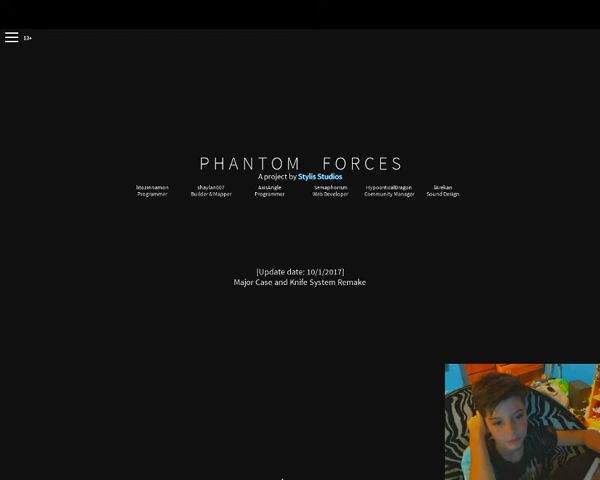 13+
PHANTOM FORCES
A project by Stylis Studios
litozinnamon shaylan007 AxisAngle Semaphorism HypocriticalDragon lArekan
Programmer Builder & Mapper Programmer Web Developer Community Manager Sound Design
[Update date: 10/1/2017]
Major Case and Knife System Remake